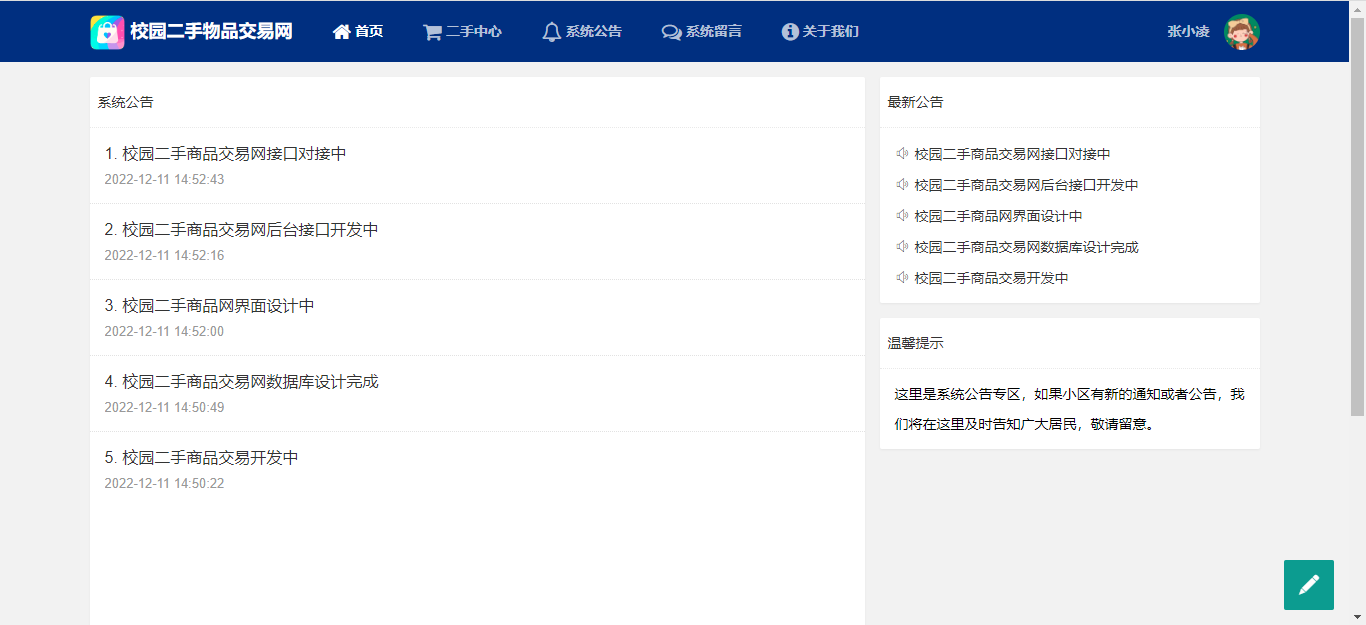 校园二手物品交易网 首页 二手中心 系统公告 系统留言 关于我们 张小凌
系统公告
1. 校园二手商品交易网接口对接中
2022-12-11 14:52:43
2. 校园二手商品交易网后台接口开发中
2022-12-11 14:52:16
3. 校园二手商品网界面设计中
2022-12-11 14:52:00
4. 校园二手商品交易网数据库设计完成
2022-12-11 14:50:49
5. 校园二手商品交易开发中
2022-12-11 14:50:22
最新公告
校园二手商品交易网接口对接中
校园二手商品交易网后台接口开发中
校园二手商品网界面设计中
校园二手商品交易网数据库设计完成
校园二手商品交易开发中
温馨提示
这里是系统公告专区，如果小区有新的通知或者公告，我
们将在这里及时告知广大居民，敬请留意。